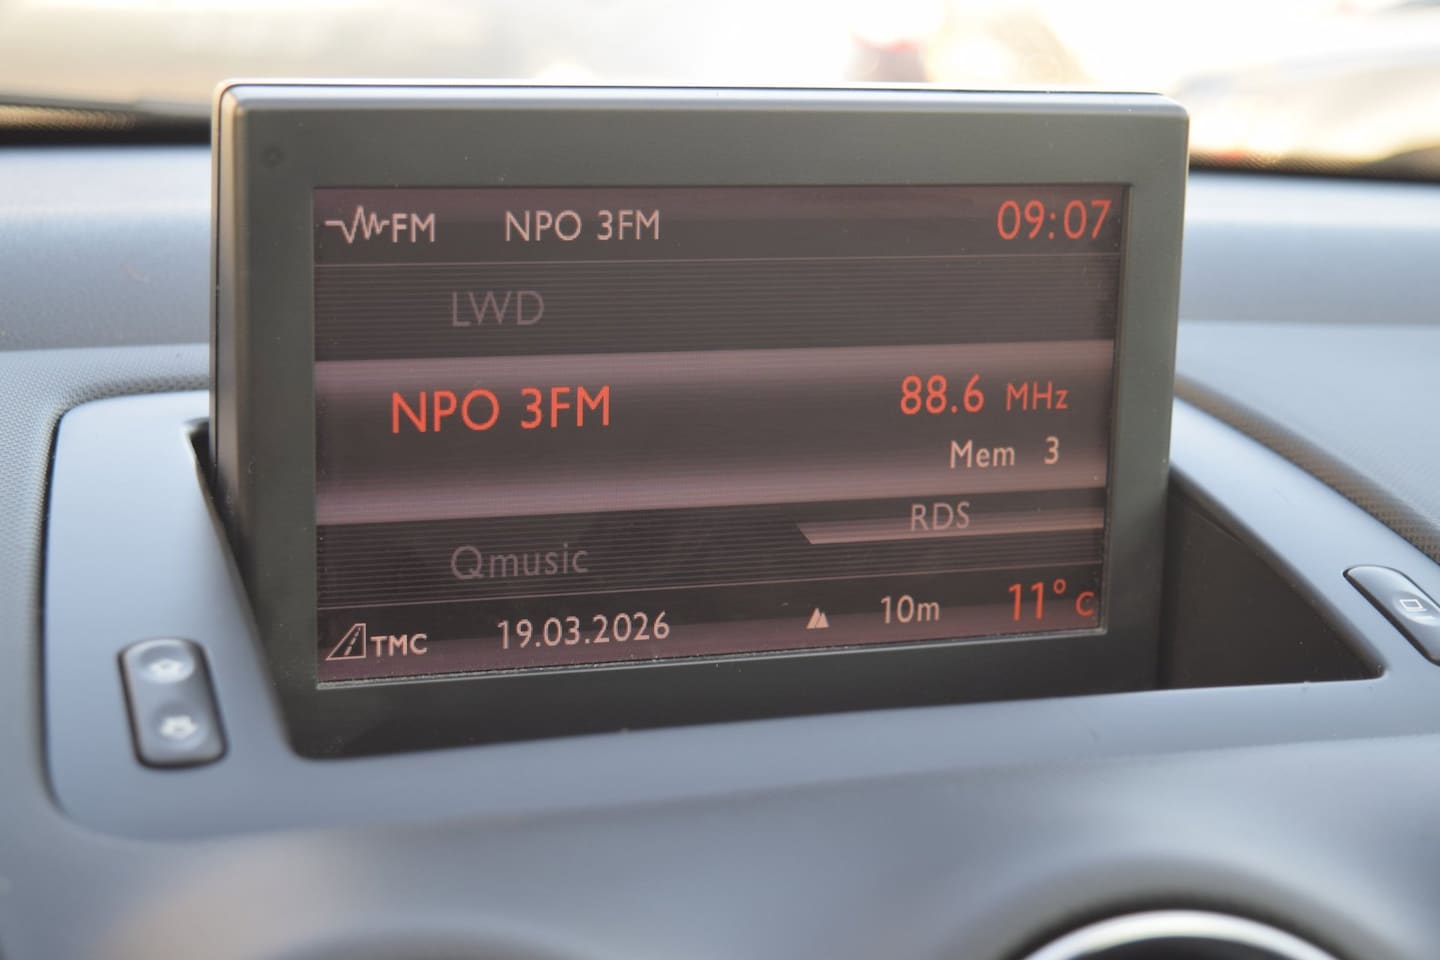 FM NPO 3FM 09:07
LWD
NPO 3FM 88.6 MHz
Mem 3
RDS
Qmusic
TMC 19.03.2026 10m 11°C